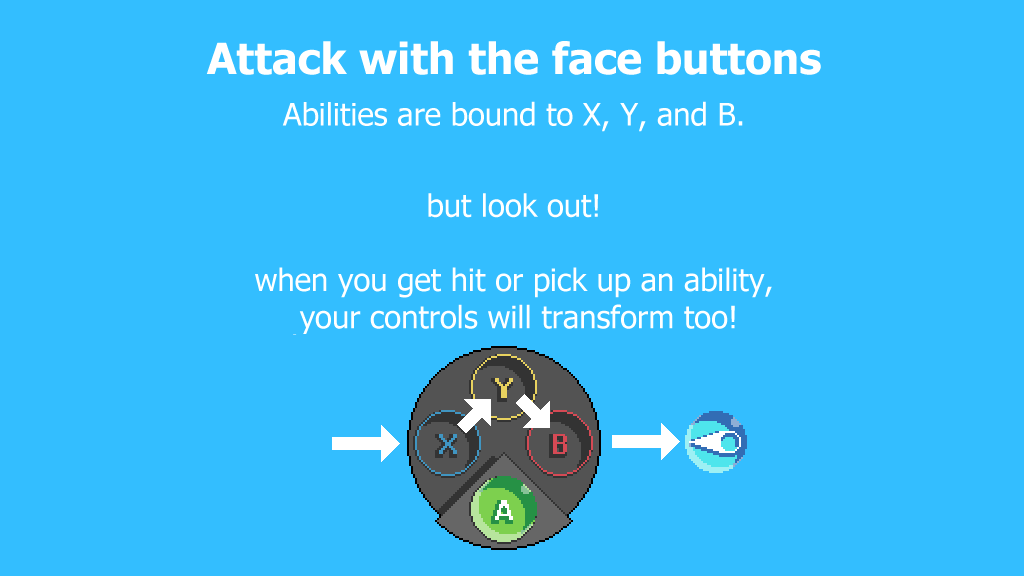 Attack with the face buttons
Abilities are bound to X, Y, and B.
but look out!
when you get hit or pick up an ability,
your controls will transform too!
Y
X B
A